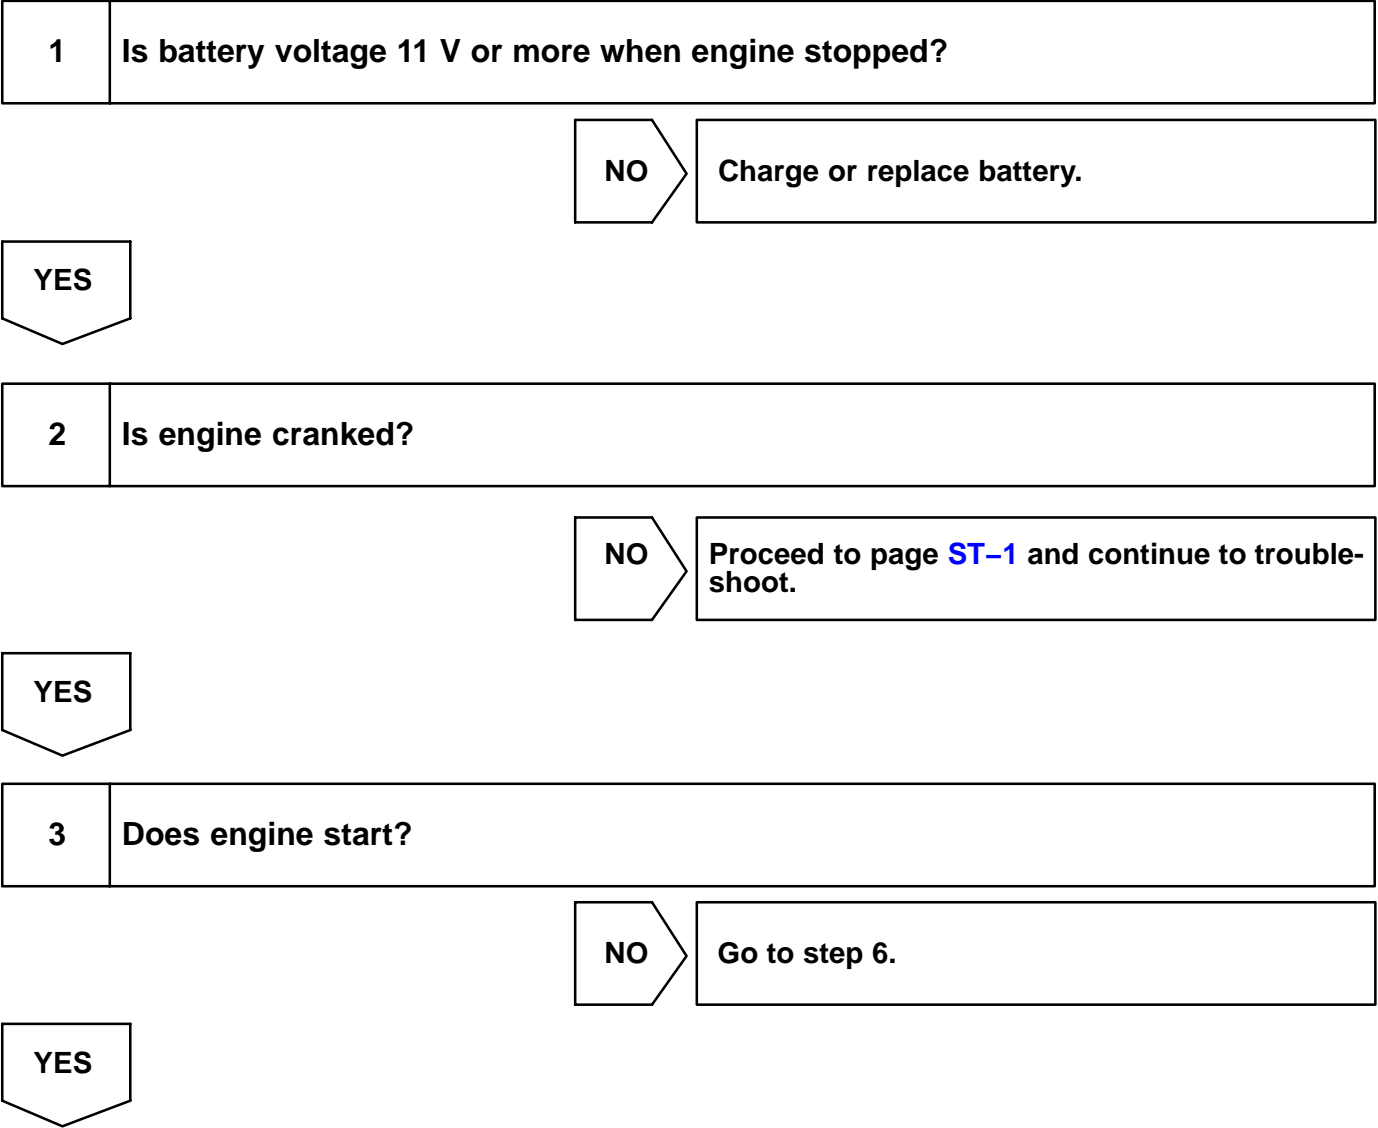 1 Is battery voltage 11 V or more when engine stopped?
NO Charge or replace battery.
YES
2 Is engine cranked?
NO Proceed to page ST–1 and continue to trouble-
shoot.
YES
3 Does engine start?
NO Go to step 6.
YES